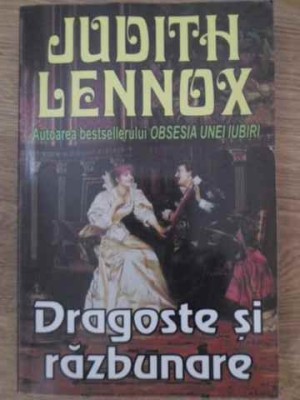 JUDITH
LENNOX
Autoarea bestsellerului OBSESIA UNEI IUBIRI
Dragoste și
răzbunare